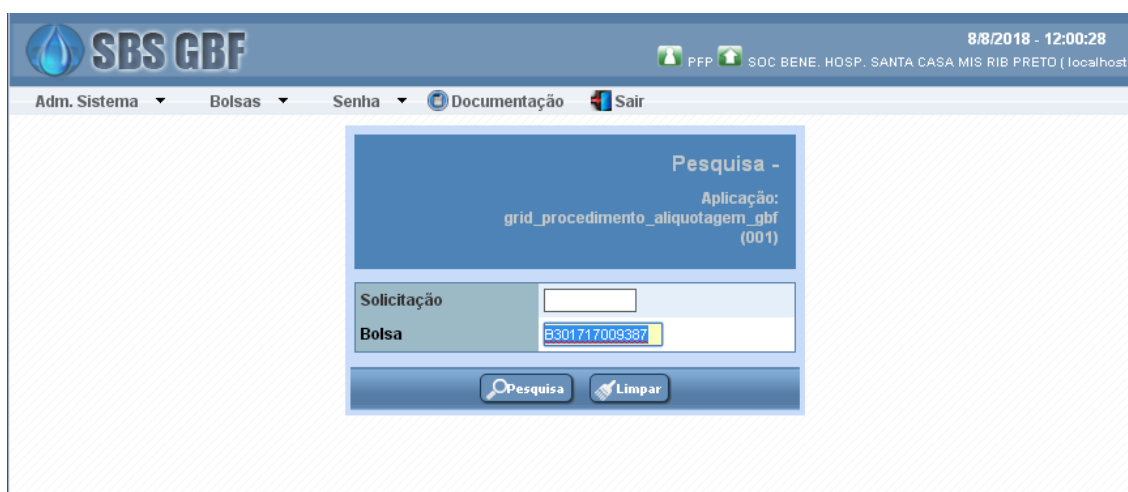 SBS GBF
8/8/2018 - 12:00:28
PFP SOC BENE. HOSP. SANTA CASA MIS RIB PRETO ( localhost
Adm. Sistema Bolsas Senha Documentação Sair
Pesquisa -
Aplicação:
grid_procedimento_aliquotagem_gbf
(001)
Solicitação
Bolsa B301717009387
Pesquisa Limpar